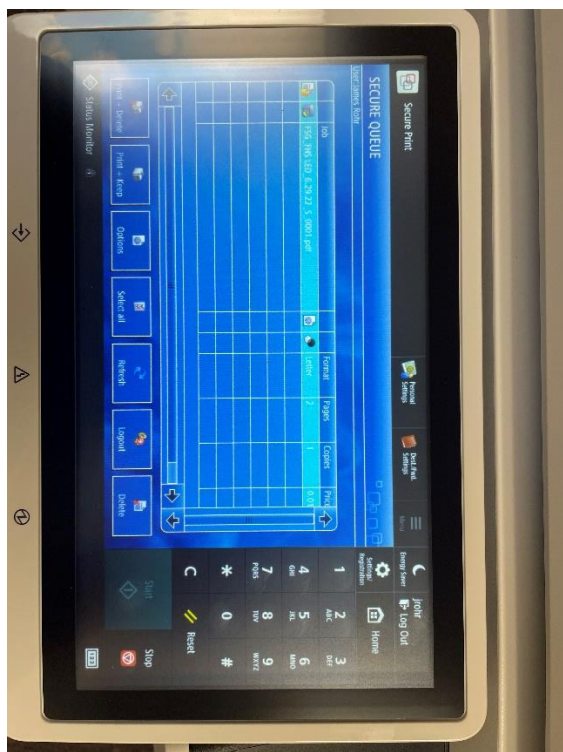 Secure Print
Personal Settings
Dest./Fwd. Settings
Menu
Energy Saver
jrohr
Log Out
SECURE QUEUE
User:James Rohr
Settings/ Registration
Home
Job Format Pages Copies Price
FSG_FHS LEO_6.29.22_S_0001.pdf Letter 2 1 0.01
1 2 ABC 3 DEF
4 GHI 5 JKL 6 MNO
7 PQRS 8 TUV 9 WXYZ
* 0 #
C Reset
Print + Delete
Print + Keep
Options
Select all
Refresh
Logout
Delete
Start
Stop
Status Monitor